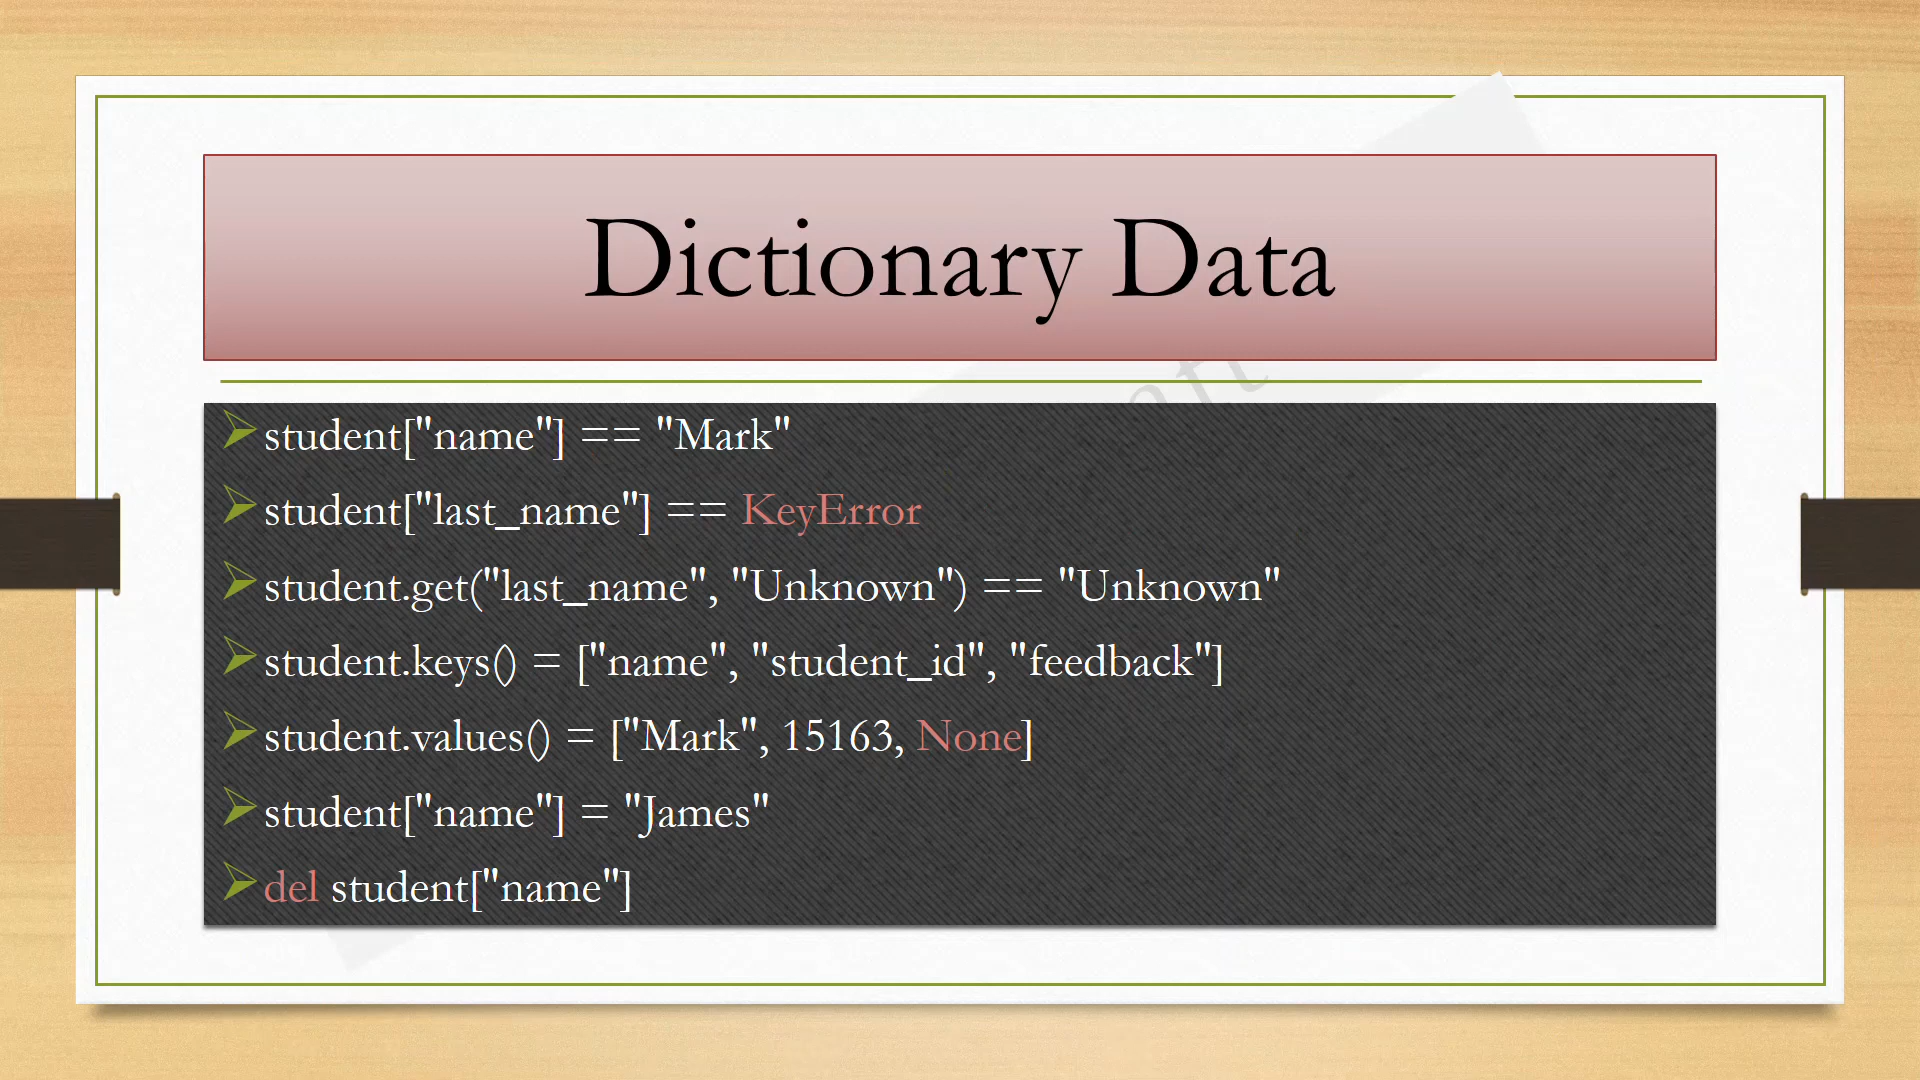 Dictionary Data
student["name"] == "Mark"
student["last_name"] == KeyError
student.get("last_name", "Unknown") == "Unknown"
student.keys() = ["name", "student_id", "feedback"]
student.values() = ["Mark", 15163, None]
student["name"] = "James"
del student["name"]